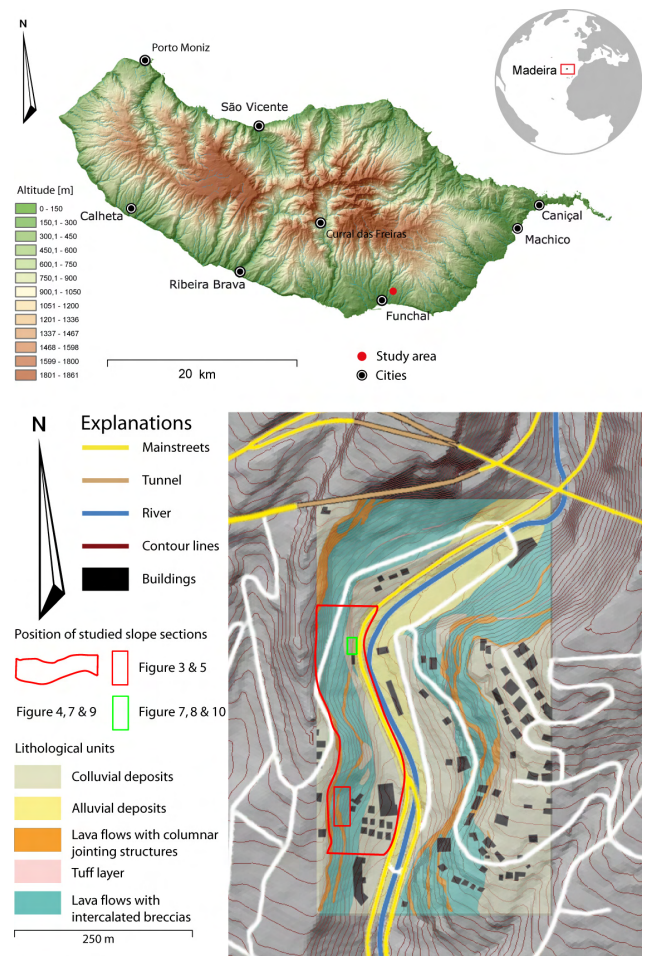 N
Porto Moniz
São Vicente
Madeira
Altitude [m]
0 - 150
150,1 - 300
300,1 - 450
450,1 - 600
600,1 - 750
750,1 - 900
900,1 - 1050
1051 - 1200
1201 - 1336
1337 - 1467
1468 - 1598
1599 - 1800
1801 - 1861
Calheta
Curral das Freiras
Caniçal
Machico
Ribeira Brava
Funchal
20 km
Study area
Cities
N
Explanations
Mainstreets
Tunnel
River
Contour lines
Buildings
Position of studied slope sections
Figure 3 & 5
Figure 4, 7 & 9
Figure 7, 8 & 10
Lithological units
Colluvial deposits
Alluvial deposits
Lava flows with columnar
jointing structures
Tuff layer
Lava flows with
intercalated breccias
250 m